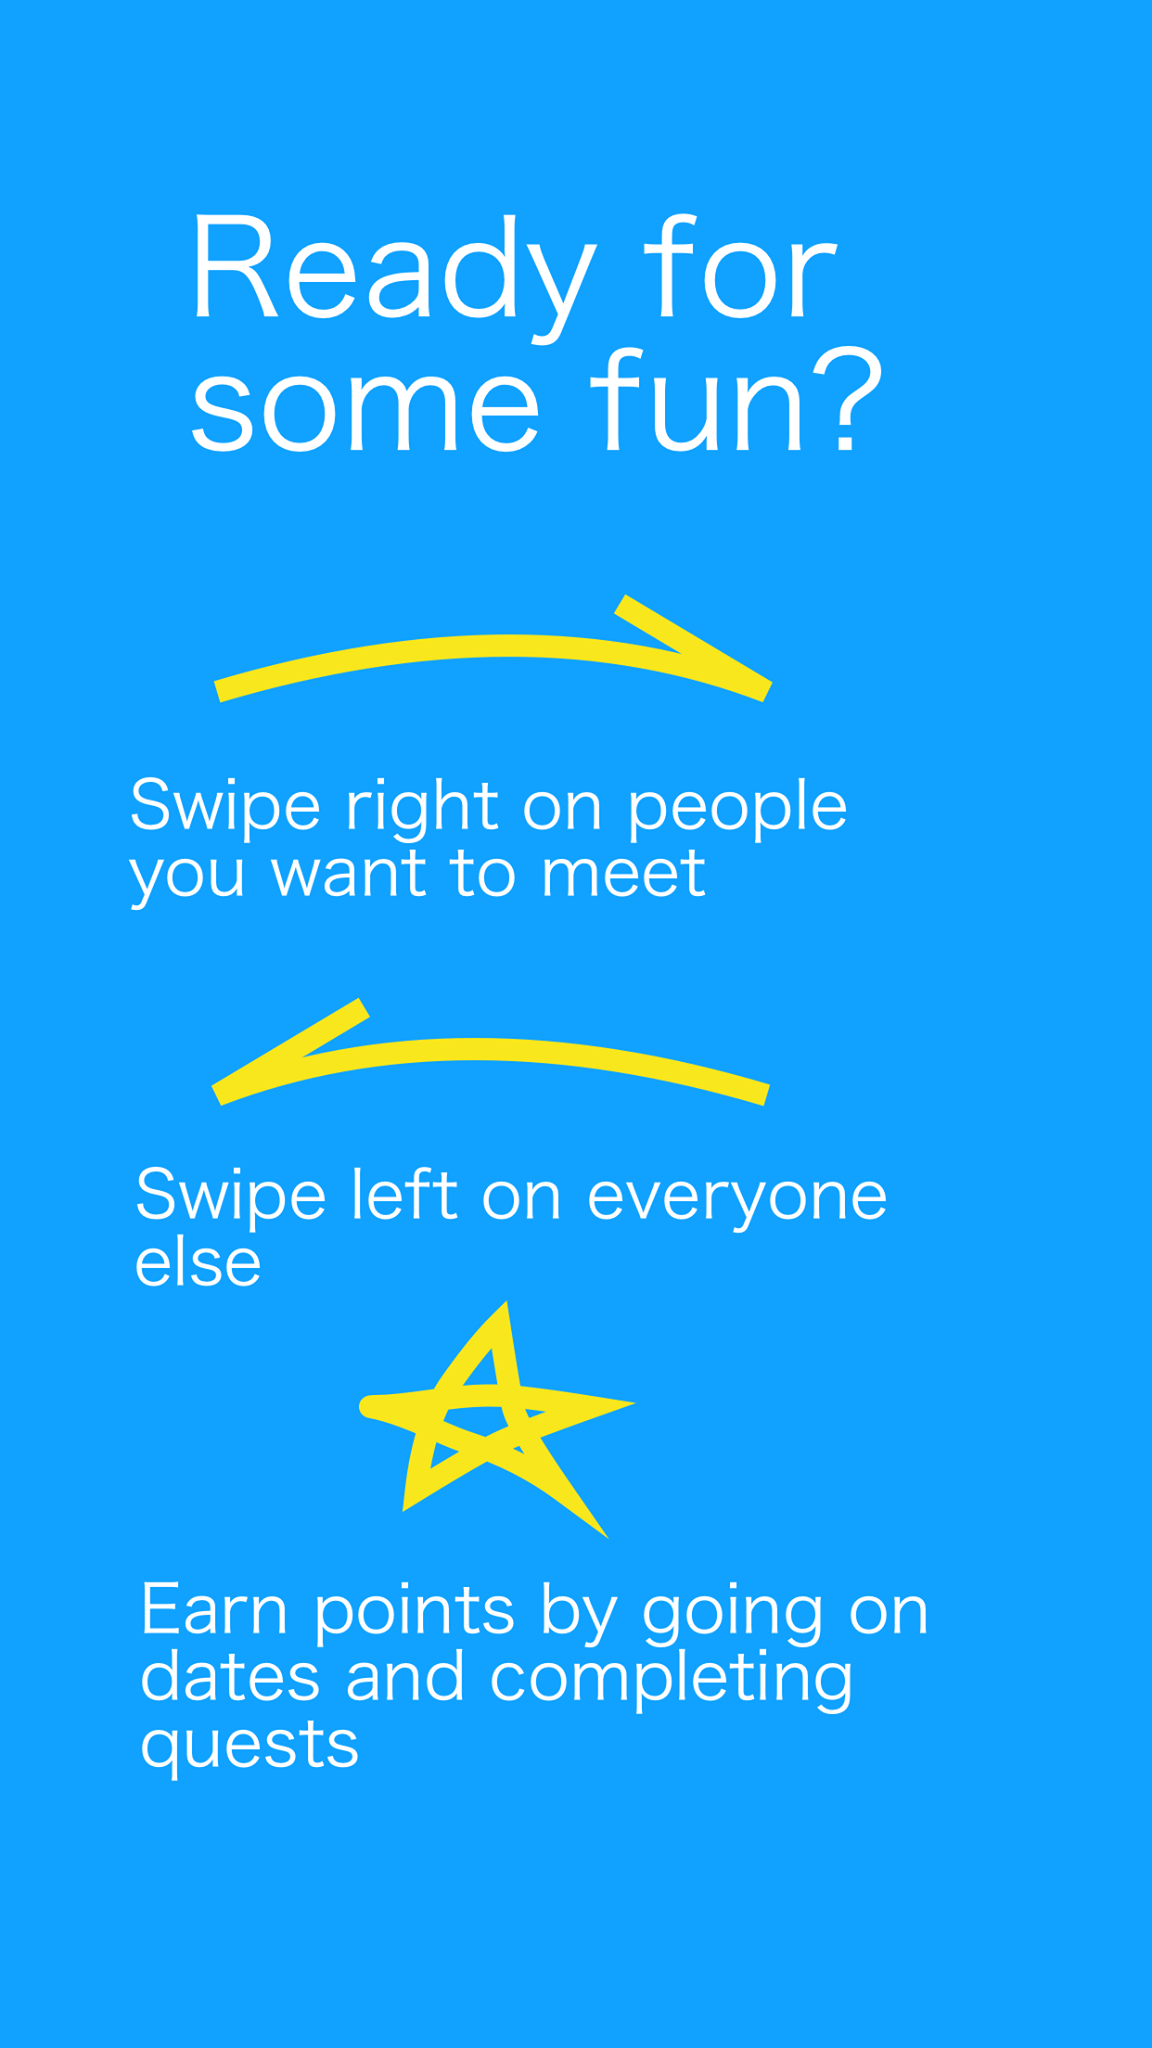 Ready for
some fun?
Swipe right on people
you want to meet
Swipe left on everyone
else
Earn points by going on
dates and completing
quests